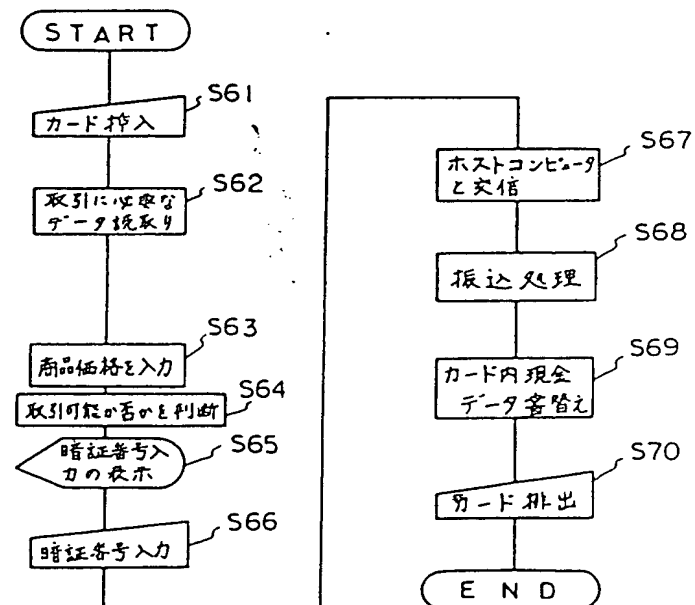 START
S61
カード挿入
S62
取引に必要な
データ読取り
S63
商品価格を入力
S64
取引可能か否かを判断
S65
暗証番号入
力の表示
S66
暗証番号入力
S67
ホストコンピュータ
と交信
S68
振込処理
S69
カード内現金
データ書替え
S70
カード排出
END